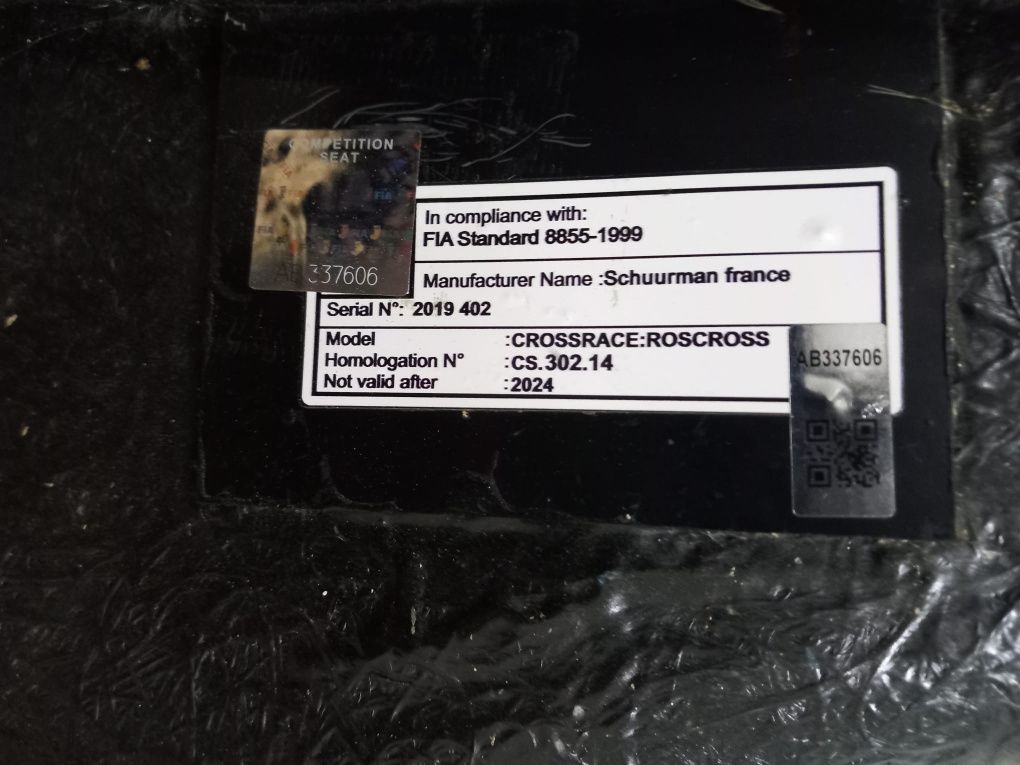 COMPETITION
SEAT
FIA
AB337606
In compliance with:
FIA Standard 8855-1999
Manufacturer Name :Schuurman france
Serial N°: 2019 402
Model :CROSSRACE:ROSCROSS
Homologation N° :CS.302.14
Not valid after :2024
AB337606